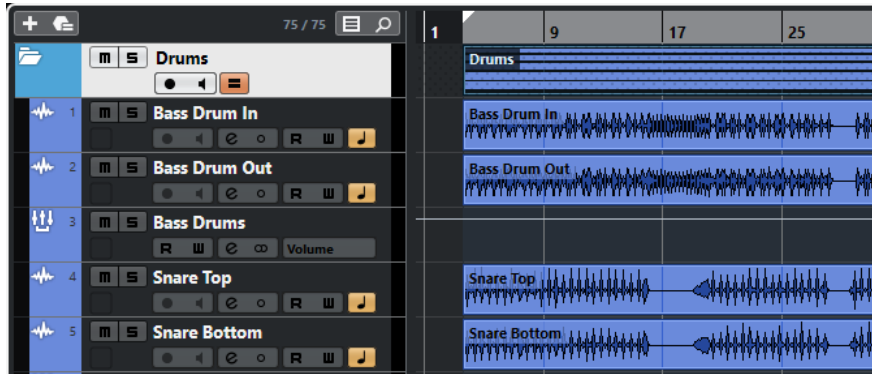 75 / 75
1 9 17 25
m S Drums
Drums
1 m S Bass Drum In
Bass Drum In
e R W
2 m S Bass Drum Out
Bass Drum Out
e R W
3 m S Bass Drums
R W e Volume
4 m S Snare Top
Snare Top
e R W
5 m S Snare Bottom
Snare Bottom
e R W